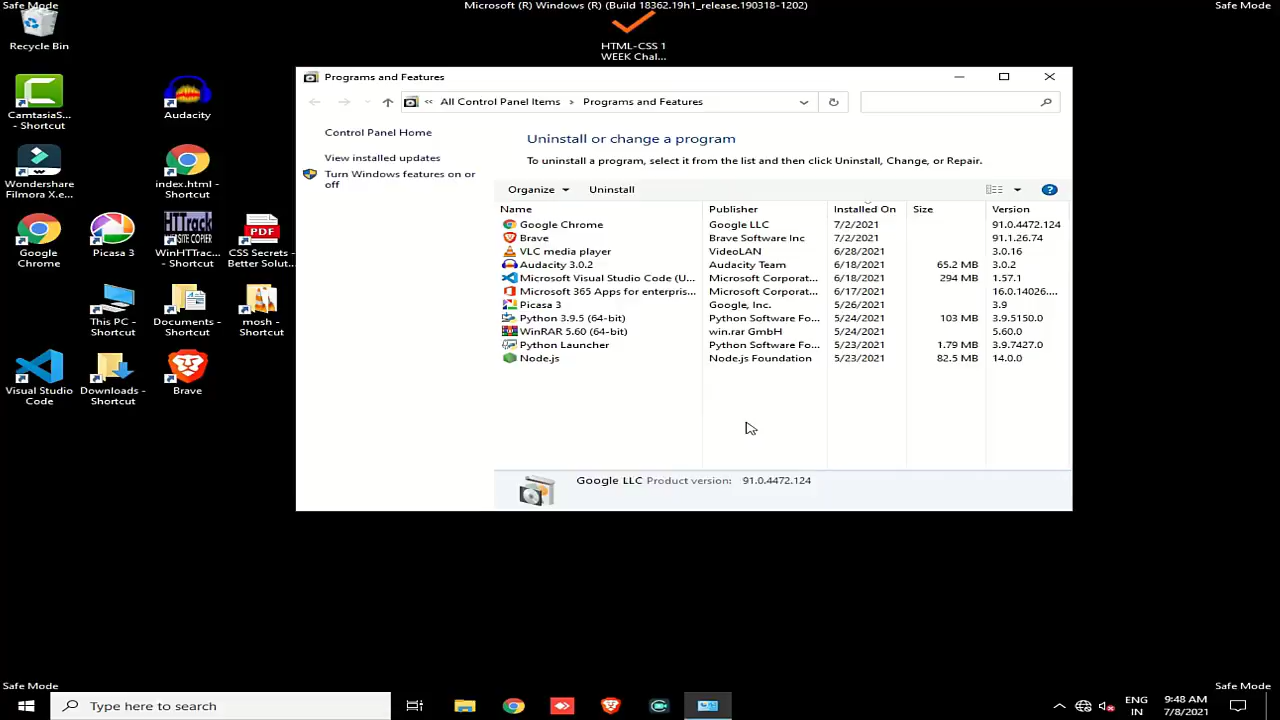 Safe Mode
Microsoft (R) Windows (R) (Build 18362.19h1_release.190318-1202)
Safe Mode
Recycle Bin
HTML-CSS 1
WEEK Chal...
CamtasiaS...
- Shortcut
Audacity
Wondershare
Filmora X.e...
index.html -
Shortcut
Google
Chrome
Picasa 3
HTTrack
WEBSITE COPIER
WinHTTrac...
- Shortcut
PDF
CSS Secrets -
Better Solut...
This PC -
Shortcut
Documents -
Shortcut
mosh -
Shortcut
Visual Studio
Code
Downloads -
Shortcut
Brave
Programs and Features
« All Control Panel Items > Programs and Features
Control Panel Home
View installed updates
Turn Windows features on or
off
Uninstall or change a program
To uninstall a program, select it from the list and then click Uninstall, Change, or Repair.
Organize Uninstall
Name Publisher Installed On Size Version
Google Chrome Google LLC 7/2/2021 91.0.4472.124
Brave Brave Software Inc 7/2/2021 91.1.26.74
VLC media player VideoLAN 6/28/2021 3.0.16
Audacity 3.0.2 Audacity Team 6/18/2021 65.2 MB 3.0.2
Microsoft Visual Studio Code (U... Microsoft Corporat... 6/18/2021 294 MB 1.57.1
Microsoft 365 Apps for enterpris... Microsoft Corporat... 6/17/2021 16.0.14026....
Picasa 3 Google, Inc. 5/26/2021 3.9
Python 3.9.5 (64-bit) Python Software Fo... 5/24/2021 103 MB 3.9.5150.0
WinRAR 5.60 (64-bit) win.rar GmbH 5/24/2021 5.60.0
Python Launcher Python Software Fo... 5/23/2021 1.79 MB 3.9.7427.0
Node.js Node.js Foundation 5/23/2021 82.5 MB 14.0.0
Google LLC Product version: 91.0.4472.124
Safe Mode
Safe Mode
Type here to search
ENG
IN
9:48 AM
7/8/2021